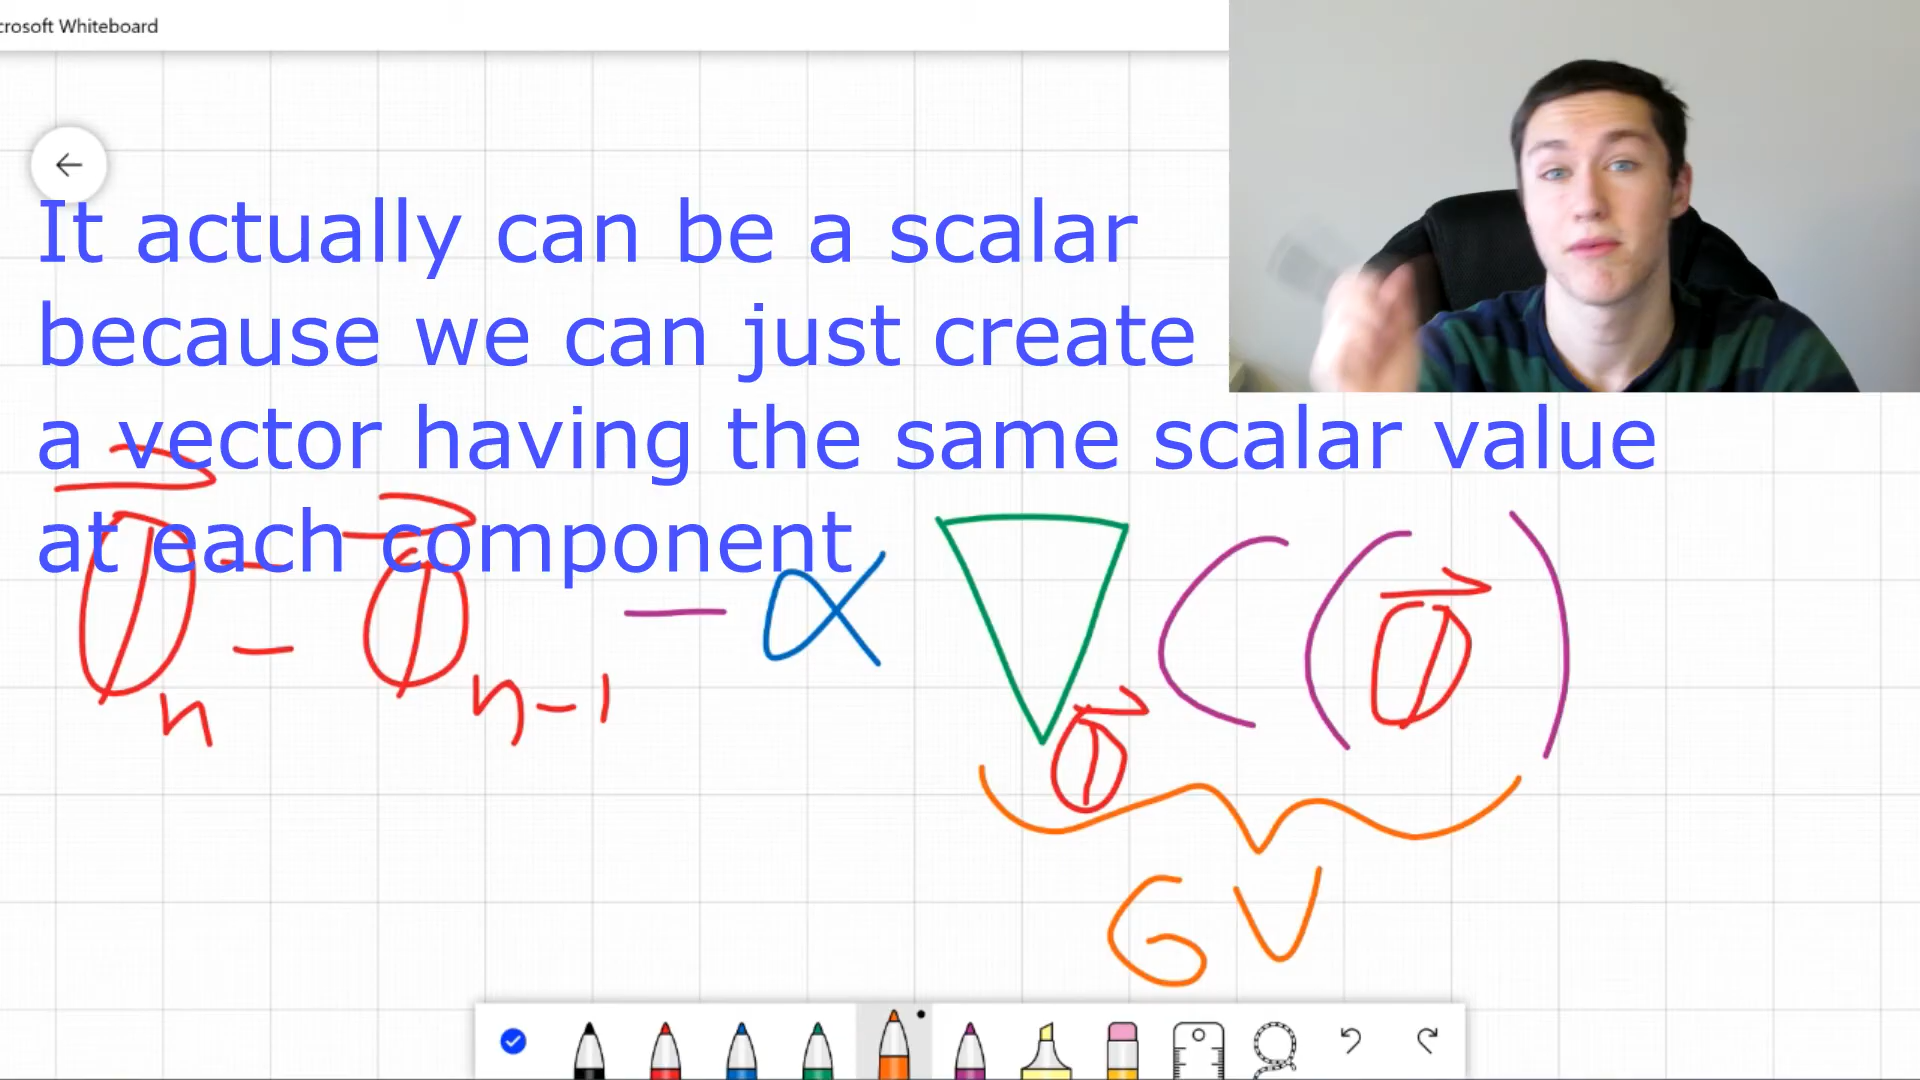 crosoft Whiteboard
It actually can be a scalar
because we can just create
a vector having the same scalar value
at each component
θ⃗ₙ = θ⃗ₙ₋₁ − α ∇θ⃗ C(θ⃗)
GV